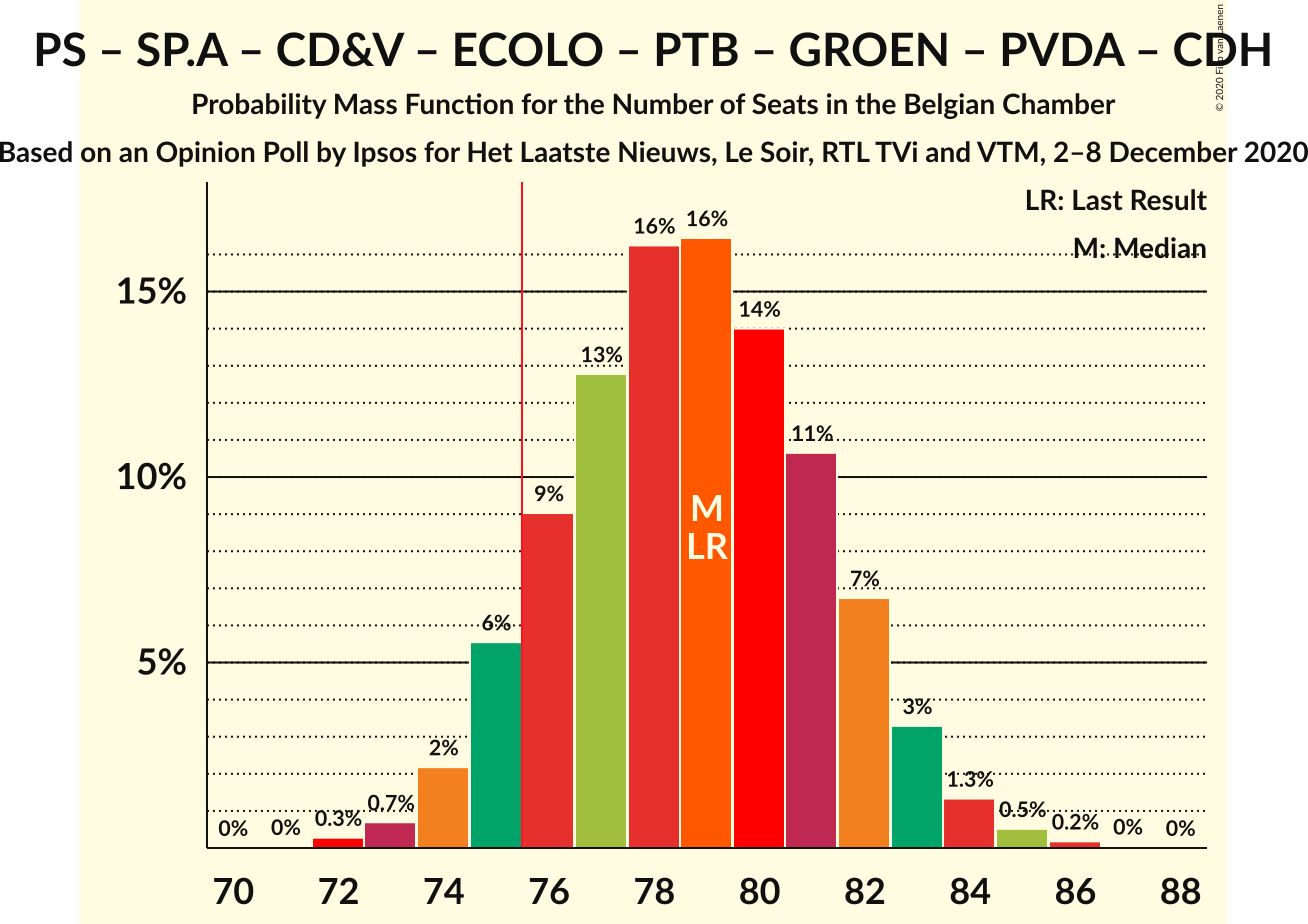 PS – SP.A – CD&V – ECOLO – PTB – GROEN – PVDA – CDH
Probability Mass Function for the Number of Seats in the Belgian Chamber
Based on an Opinion Poll by Ipsos for Het Laatste Nieuws, Le Soir, RTL TVi and VTM, 2–8 December 2020
© 2020 Filip van Laenen
LR: Last Result
M: Median
15%
10%
5%
0%
0%
0.3%
0.7%
2%
6%
9%
13%
16%
16%
14%
11%
7%
3%
1.3%
0.5%
0.2%
0%
0%
M
LR
70 72 74 76 78 80 82 84 86 88